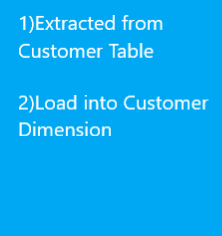 1)Extracted from
Customer Table
2)Load into Customer
Dimension